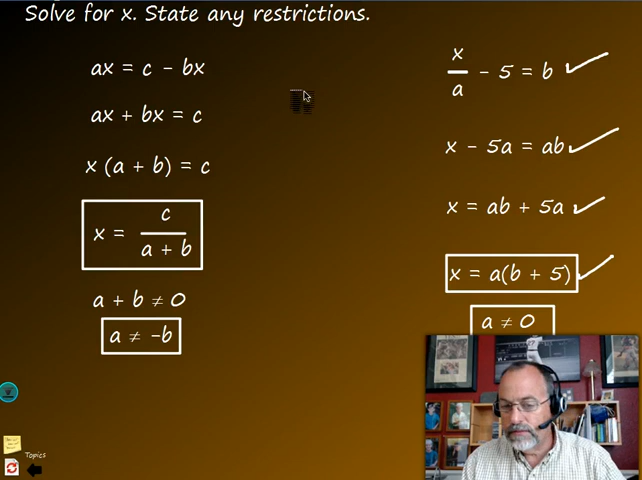 Solve for x. State any restrictions.
ax = c - bx
ax + bx = c
x (a + b) = c
x = c / (a + b)
a + b ≠ 0
a ≠ -b
x / a - 5 = b
x - 5a = ab
x = ab + 5a
x = a(b + 5)
a ≠ 0
Topics